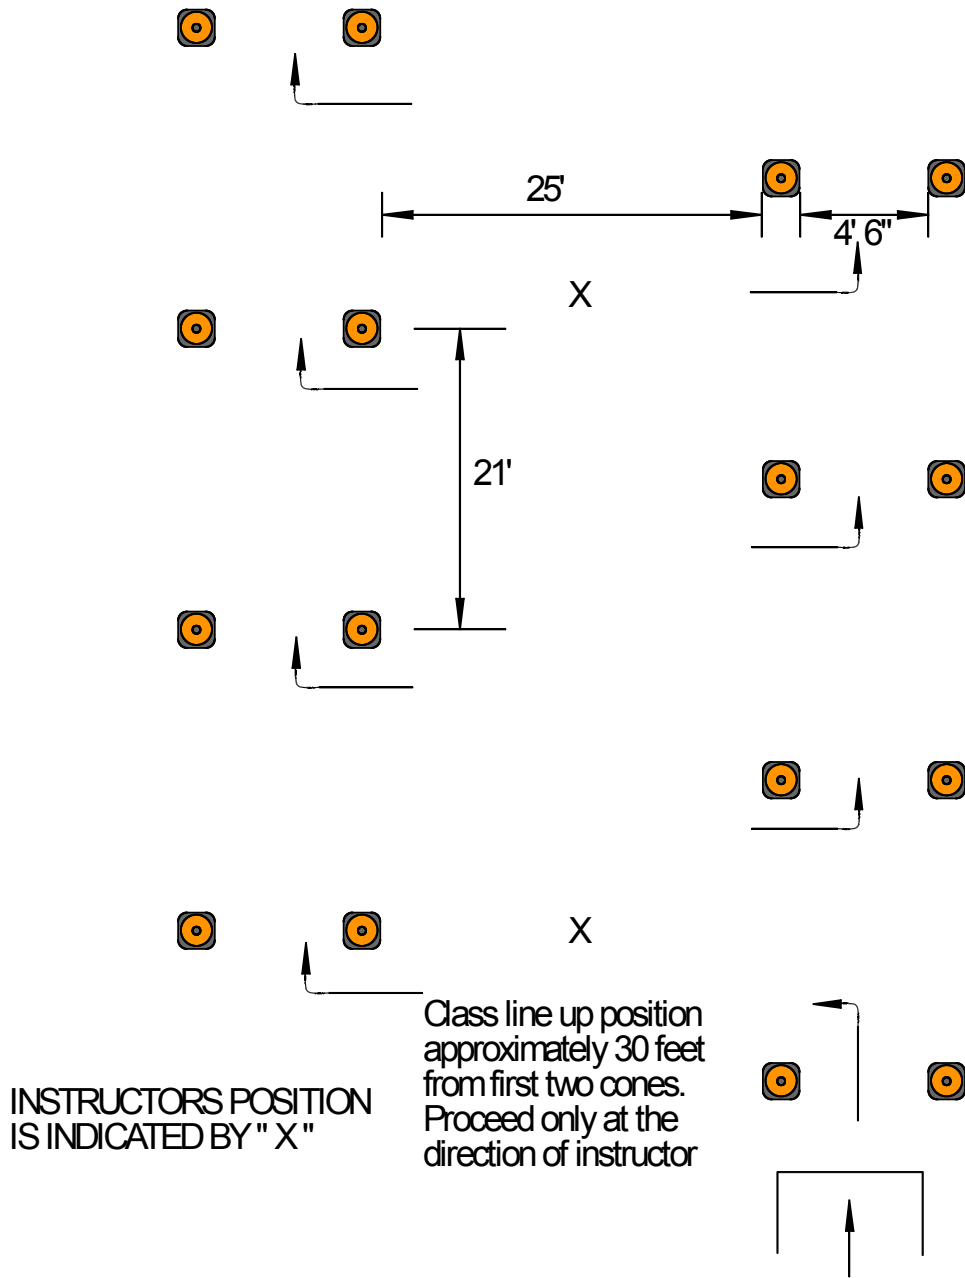 25'
4' 6"
X
21'
X
Class line up position
approximately 30 feet
from first two cones.
Proceed only at the
direction of instructor
INSTRUCTORS POSITION
IS INDICATED BY " X "